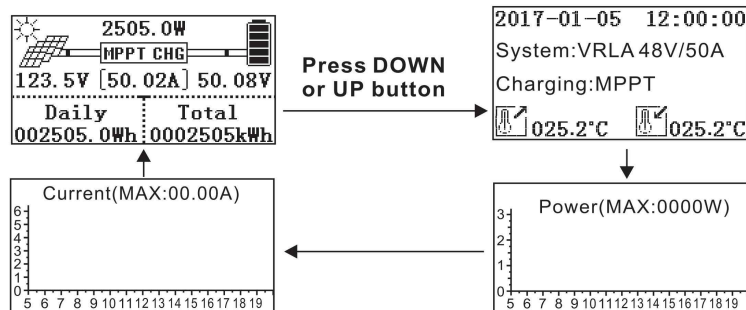 2505.0W
MPPT CHG
123.5V [50.02A] 50.08V
Daily Total
002505.0Wh 0002505kWh
Press DOWN
or UP button
2017-01-05 12:00:00
System:VRLA 48V/50A
Charging:MPPT
025.2°C 025.2°C
Current(MAX:00.00A)
6
5
4
3
2
1
0
5 6 7 8 9 10 11 12 13 14 15 16 17 18 19
Power(MAX:0000W)
3
2
1
0
5 6 7 8 9 10 11 12 13 14 15 16 17 18 19